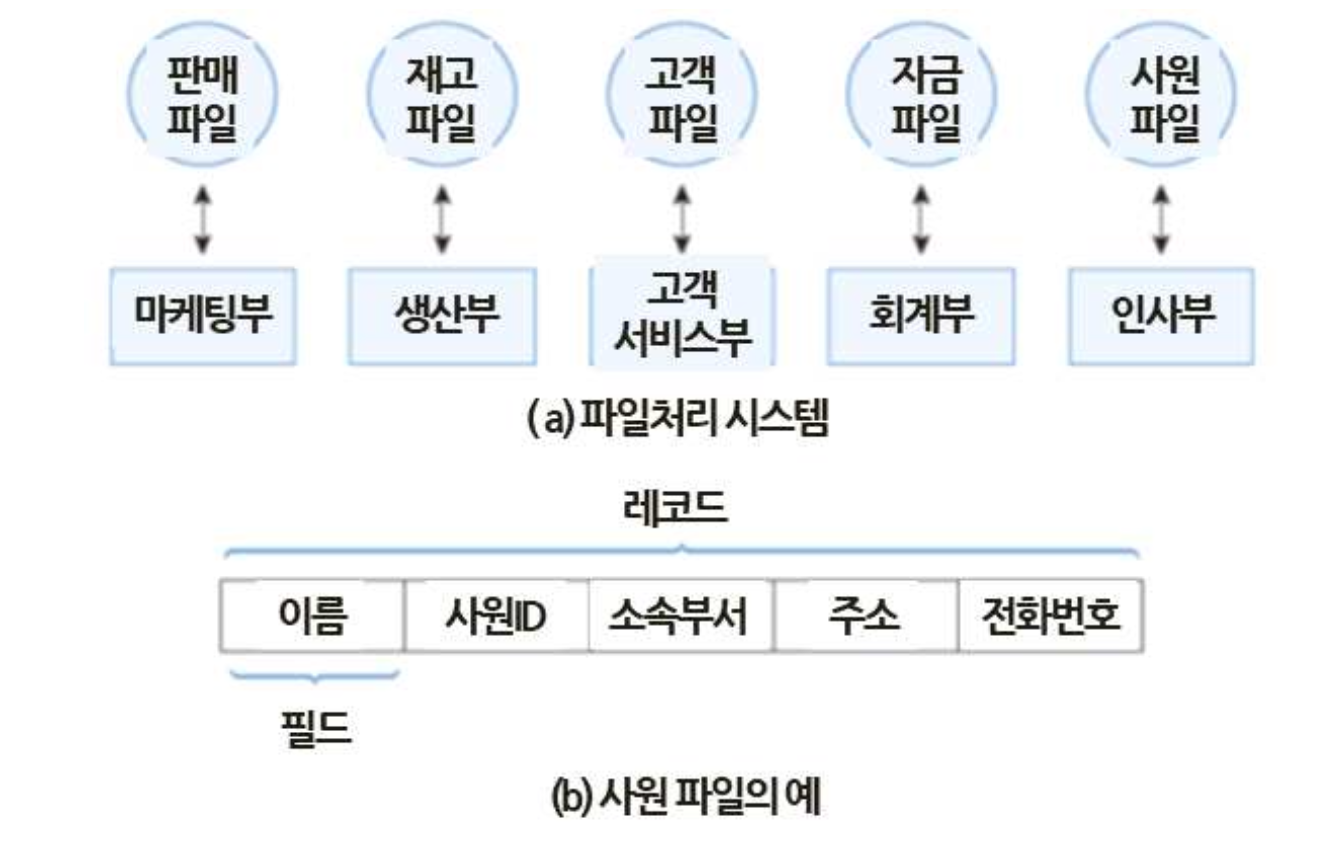 판매
파일
재고
파일
고객
파일
자금
파일
사원
파일
마케팅부
생산부
고객
서비스부
회계부
인사부
(a) 파일처리 시스템
레코드
이름
사원ID
소속부서
주소
전화번호
필드
(b) 사원 파일의 예